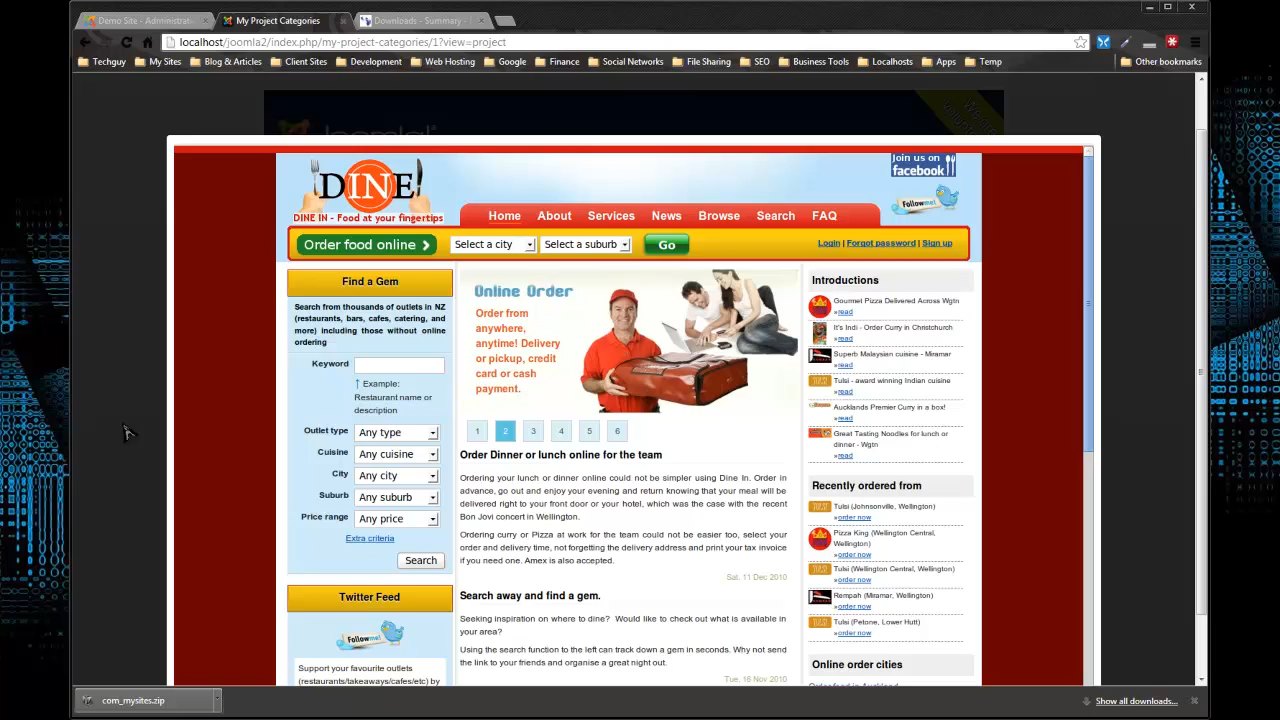 Demo Site - Administratio
My Project Categories
Downloads - Summary -
localhost/joomla2/index.php/my-project-categories/1?view=project
Techguy My Sites Blog & Articles Client Sites Development Web Hosting Google Finance Social Networks File Sharing SEO Business Tools Localhosts Apps Temp Other bookmarks
DINE
DINE IN - Food at your fingertips
Join us on
facebook
Follow me!
Home About Services News Browse Search FAQ
Order food online
Select a city
Select a suburb
Go
Login | Forgot password | Sign up
Find a Gem
Search from thousands of outlets in NZ
(restaurants, bars, cafes, catering, and
more) including those without online
ordering
Keyword
↑ Example:
Restaurant name or
description
Outlet type Any type
Cuisine Any cuisine
City Any city
Suburb Any suburb
Price range Any price
Extra criteria
Search
Twitter Feed
Follow me!
Support your favourite outlets
(restaurants/takeaways/cafes/etc) by
Online Order
Order from
anywhere,
anytime! Delivery
or pickup, credit
card or cash
payment.
1 2 3 4 5 6
Order Dinner or lunch online for the team
Ordering your lunch or dinner online could not be simpler using Dine In. Order in
advance, go out and enjoy your evening and return knowing that your meal will be
delivered right to your front door or your hotel, which was the case with the recent
Bon Jovi concert in Wellington.
Ordering curry or Pizza at work for the team could not be easier too, select your
order and delivery time, not forgetting the delivery address and print your tax invoice
if you need one. Amex is also accepted.
Sat. 11 Dec 2010
Search away and find a gem.
Seeking inspiration on where to dine? Would like to check out what is available in
your area?
Using the search function to the left can track down a gem in seconds. Why not send
the link to your friends and organise a great night out.
Tue. 16 Nov 2010
Introductions
Gourmet Pizza Delivered Across Wgtn
»read
It's Indi - Order Curry in Christchurch
»read
Superb Malaysian cuisine - Miramar
»read
Tulsi - award winning Indian cuisine
»read
Aucklands Premier Curry in a box!
»read
Great Tasting Noodles for lunch or
dinner - Wgtn
»read
Recently ordered from
Tulsi (Johnsonville, Wellington)
»order now
Pizza King (Wellington Central,
Wellington)
»order now
Tulsi (Wellington Central, Wellington)
»order now
Rempah (Miramar, Wellington)
»order now
Tulsi (Petone, Lower Hutt)
»order now
Online order cities
com_mysites.zip
Show all downloads...